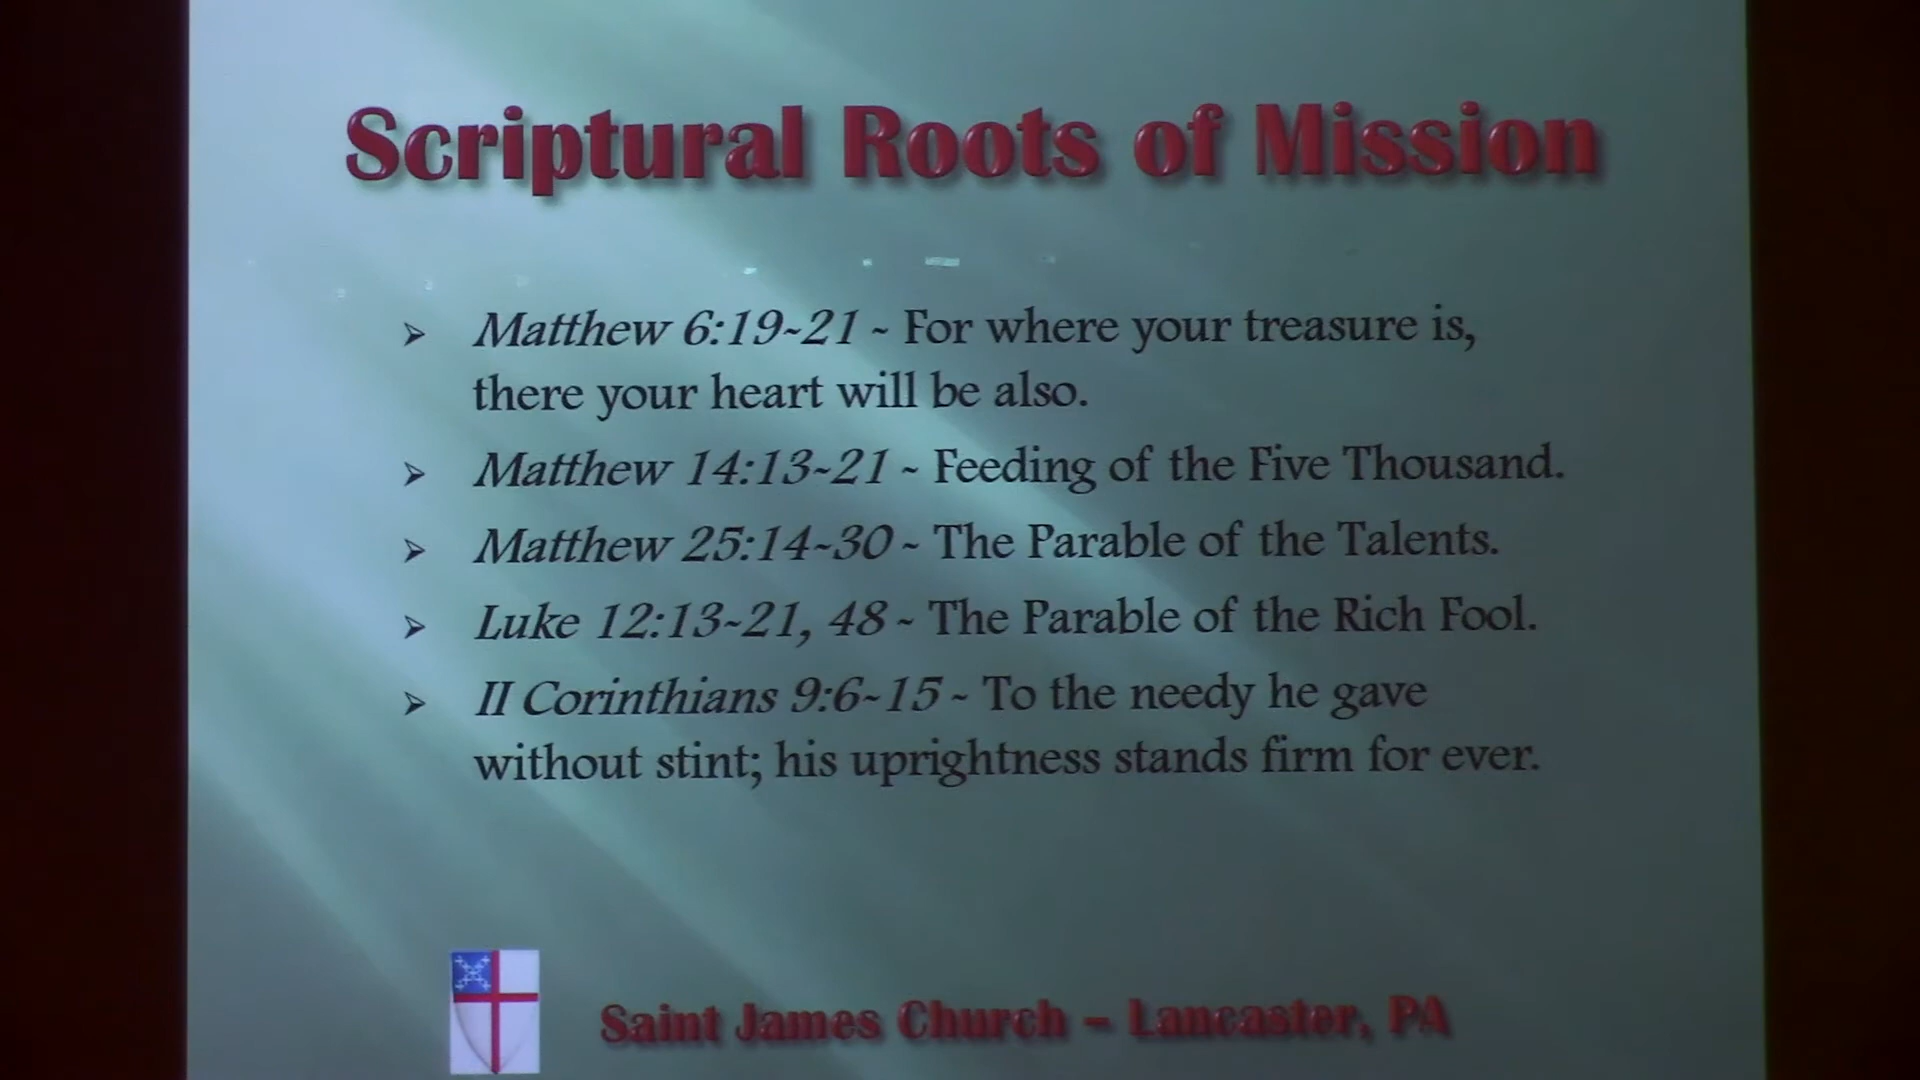 Scriptural Roots of Mission
➢ Matthew 6:19~21 ~ For where your treasure is,
there your heart will be also.
➢ Matthew 14:13~21 ~ Feeding of the Five Thousand.
➢ Matthew 25:14~30 ~ The Parable of the Talents.
➢ Luke 12:13~21, 48 ~ The Parable of the Rich Fool.
➢ II Corinthians 9:6~15 ~ To the needy he gave
without stint; his uprightness stands firm for ever.
Saint James Church – Lancaster, PA